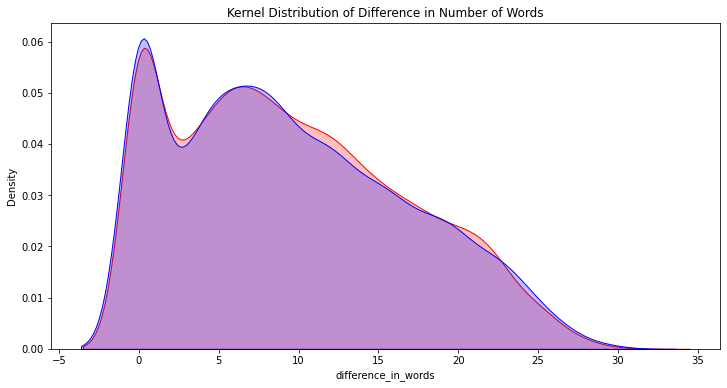 Kernel Distribution of Difference in Number of Words
0.06
0.05
0.04
0.03
0.02
0.01
0.00
Density
−5 0 5 10 15 20 25 30 35
difference_in_words